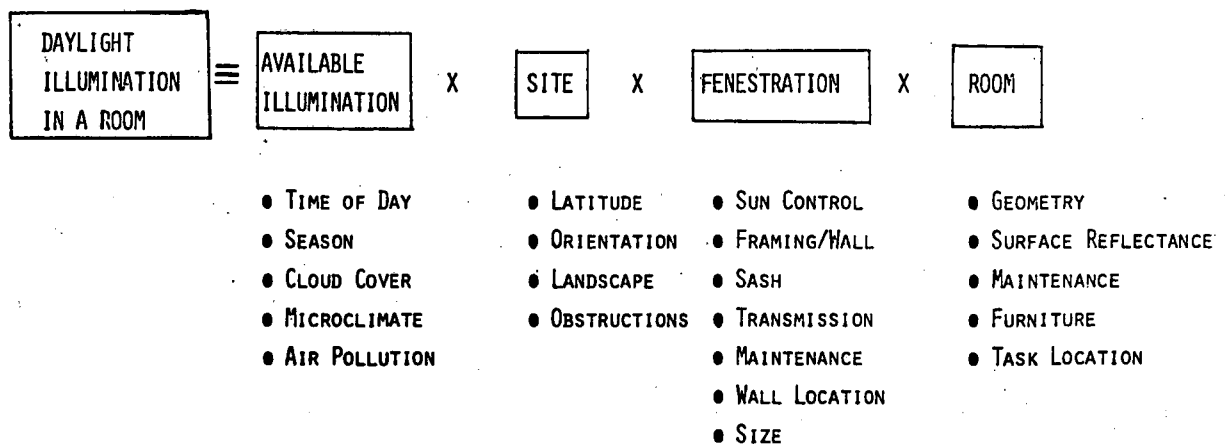 DAYLIGHT
ILLUMINATION
IN A ROOM
≡
AVAILABLE
ILLUMINATION
X
SITE
X
FENESTRATION
X
ROOM
● TIME OF DAY
● SEASON
● CLOUD COVER
● MICROCLIMATE
● AIR POLLUTION
● LATITUDE
● ORIENTATION
● LANDSCAPE
● OBSTRUCTIONS
● SUN CONTROL
● FRAMING/WALL
● SASH
● TRANSMISSION
● MAINTENANCE
● WALL LOCATION
● SIZE
● GEOMETRY
● SURFACE REFLECTANCE
● MAINTENANCE
● FURNITURE
● TASK LOCATION